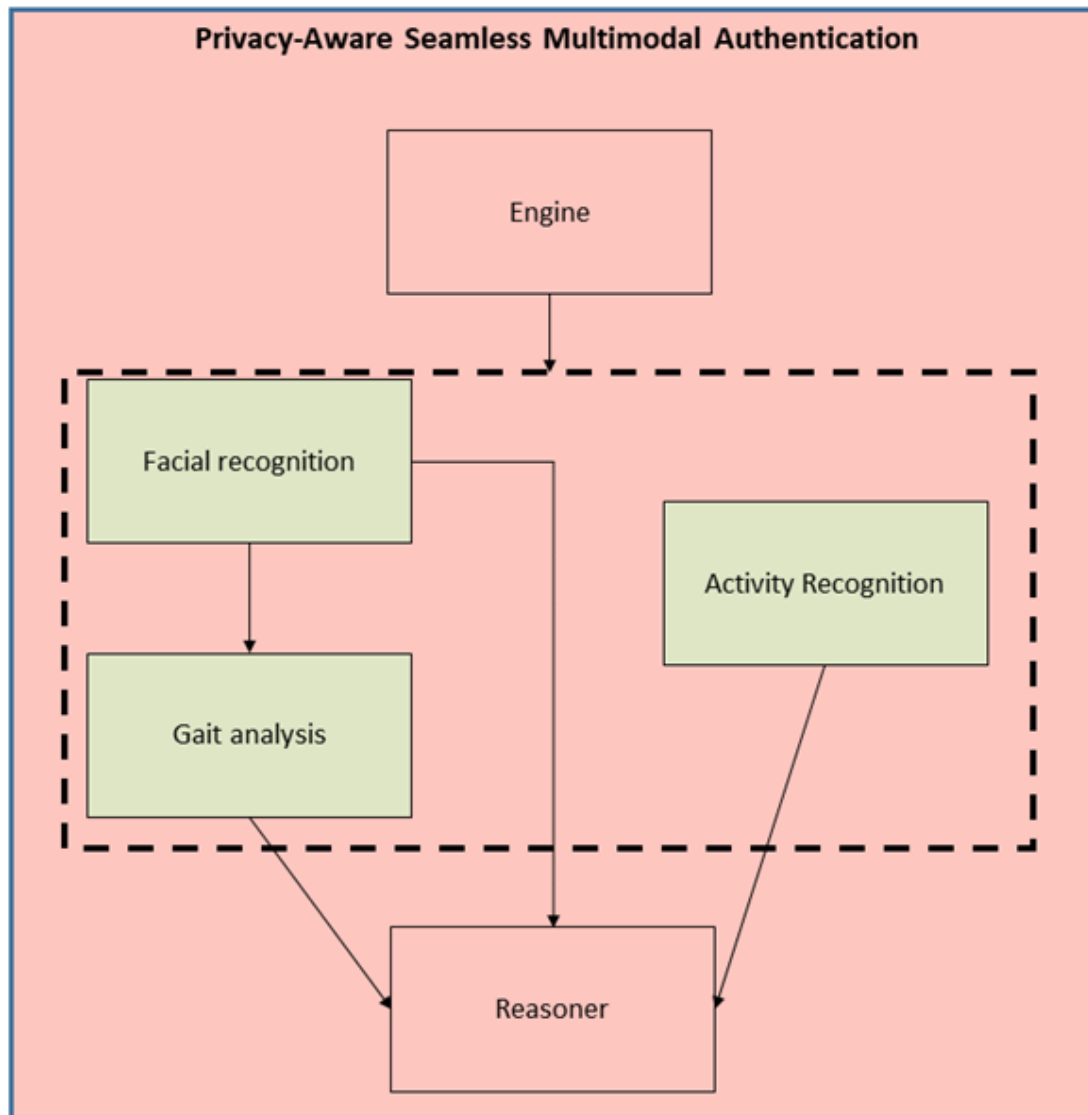 Privacy-Aware Seamless Multimodal Authentication
Engine
Facial recognition
Activity Recognition
Gait analysis
Reasoner